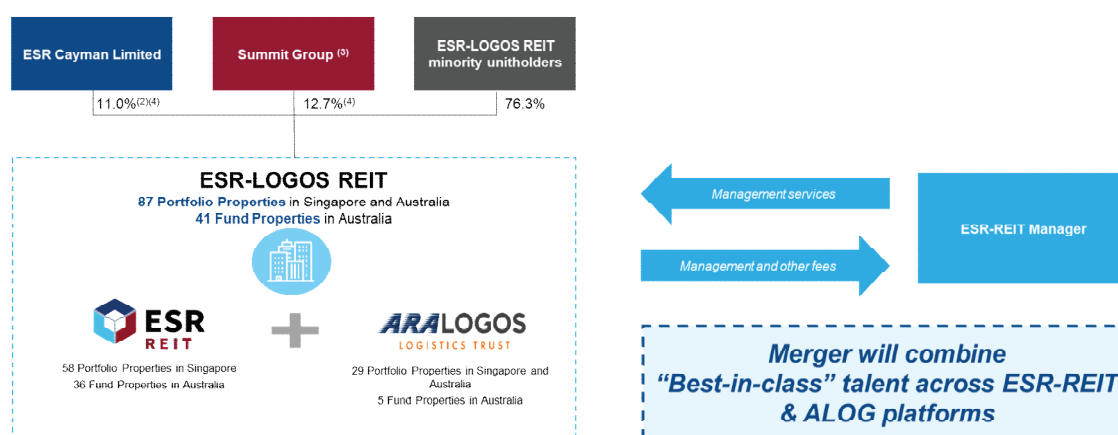 ESR Cayman Limited
Summit Group (3)
ESR-LOGOS REIT
minority unitholders
11.0%(2)(4)
12.7%(4)
76.3%
ESR-LOGOS REIT
87 Portfolio Properties in Singapore and Australia
41 Fund Properties in Australia
ESR
REIT
58 Portfolio Properties in Singapore
36 Fund Properties in Australia
ARALOGOS
LOGISTICS TRUST
29 Portfolio Properties in Singapore and
Australia
5 Fund Properties in Australia
Management services
Management and other fees
ESR-REIT Manager
Merger will combine
“Best-in-class” talent across ESR-REIT
& ALOG platforms